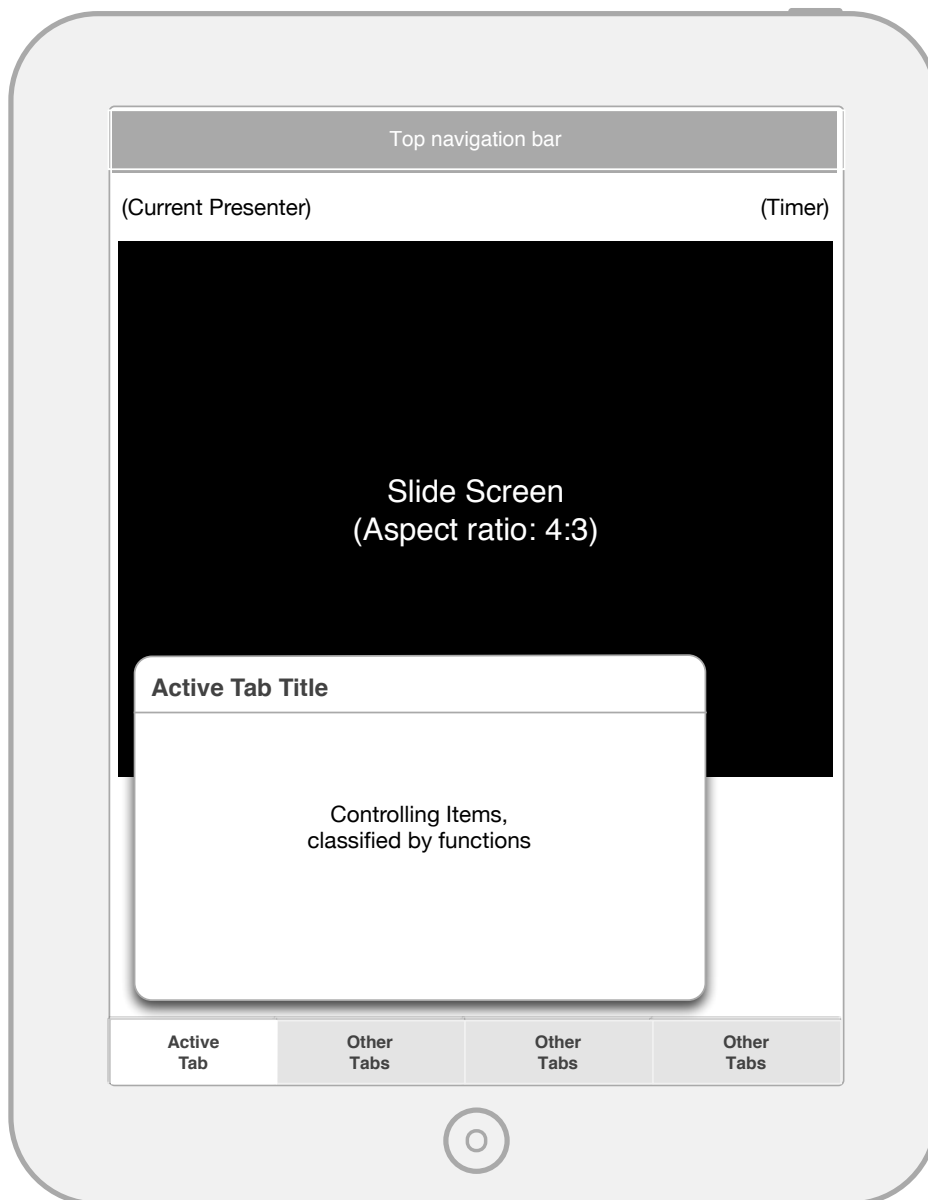 Top navigation bar
(Current Presenter) (Timer)
Slide Screen
(Aspect ratio: 4:3)
Active Tab Title
Controlling Items,
classified by functions
Active Tab
Other Tabs
Other Tabs
Other Tabs